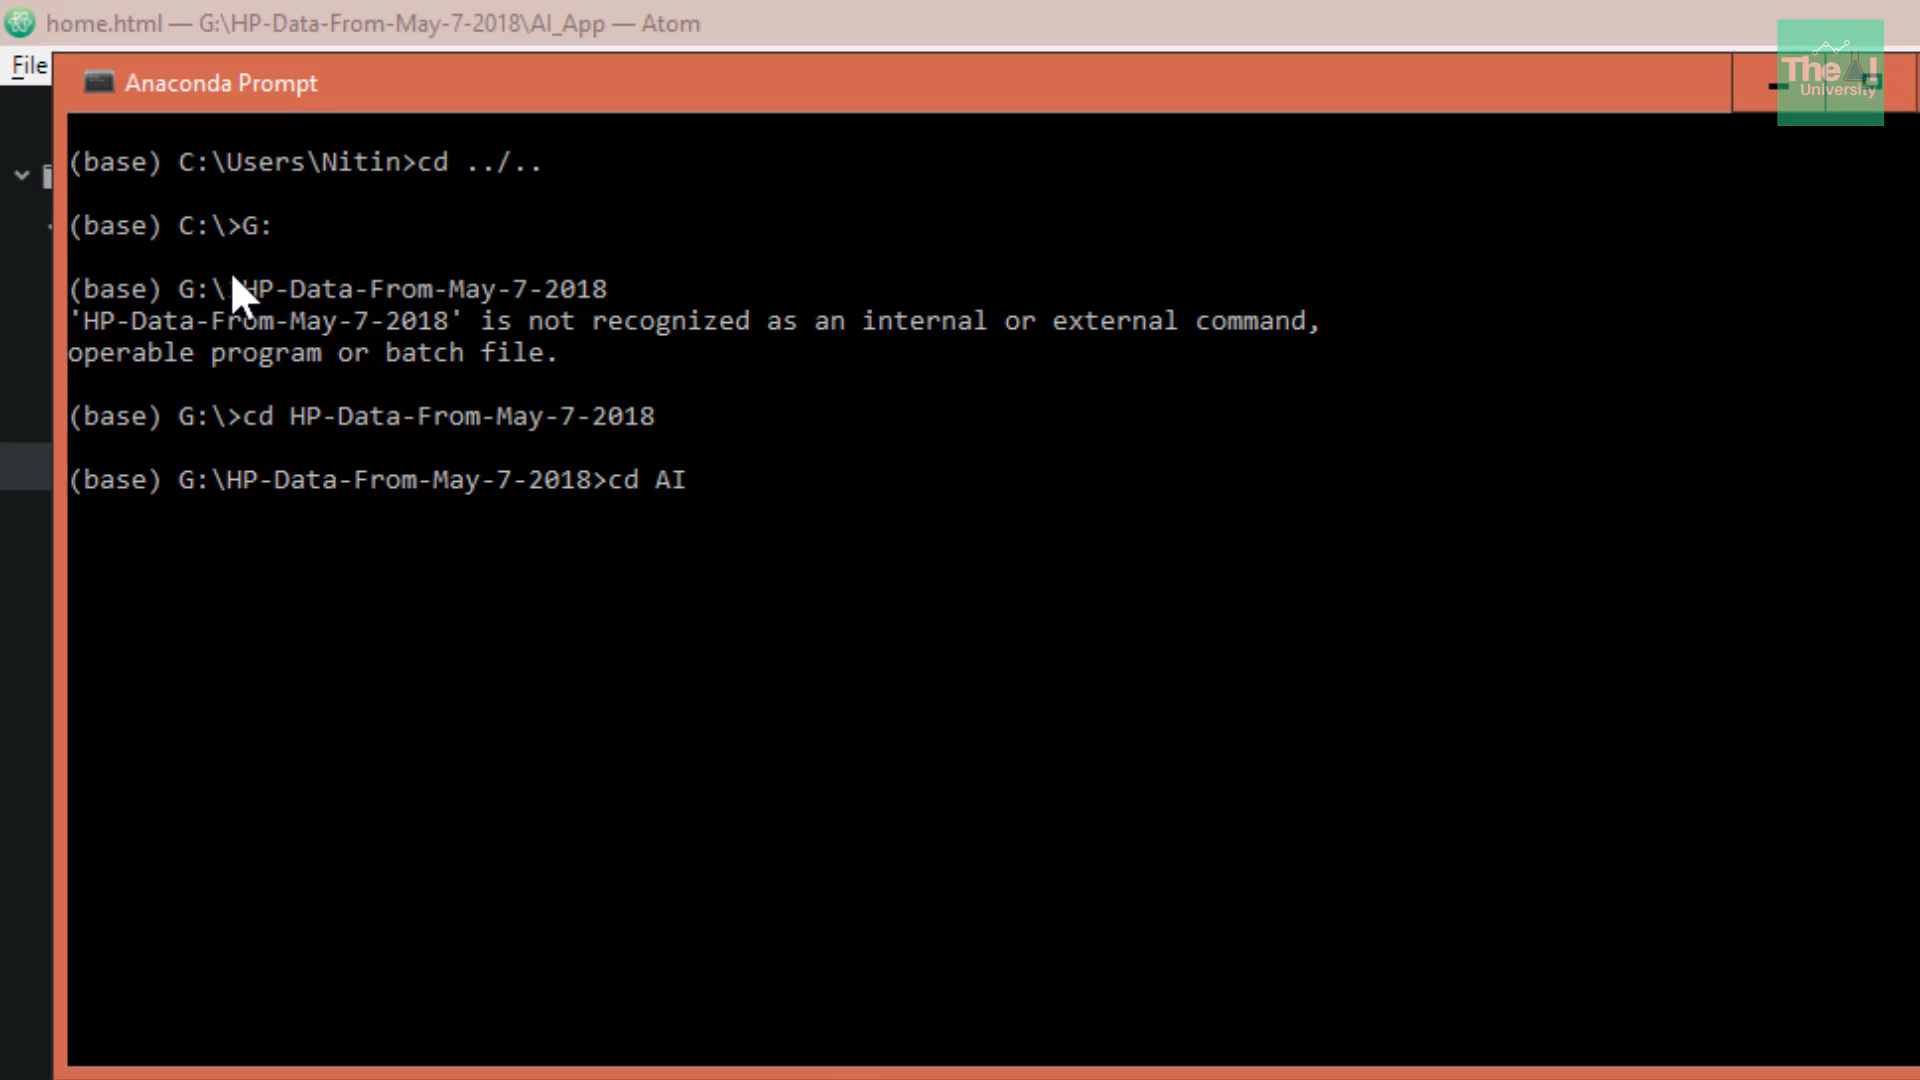 home.html — G:\HP-Data-From-May-7-2018\AI_App — Atom
File
Anaconda Prompt
The AI
University
(base) C:\Users\Nitin>cd ../..
(base) C:\>G:
(base) G:\>HP-Data-From-May-7-2018
'HP-Data-From-May-7-2018' is not recognized as an internal or external command,
operable program or batch file.
(base) G:\>cd HP-Data-From-May-7-2018
(base) G:\HP-Data-From-May-7-2018>cd AI